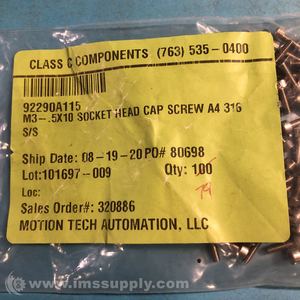 CLASS C COMPONENTS (763) 535-0400
92290A115
M3-.5X10 SOCKET HEAD CAP SCREW A4 316
S/S
Ship Date: 08-19-20 PO# 80698
Lot:101697-009 Qty: 100
Loc:
Sales Order#: 320886
MOTION TECH AUTOMATION, LLC
© www.imssupply.com